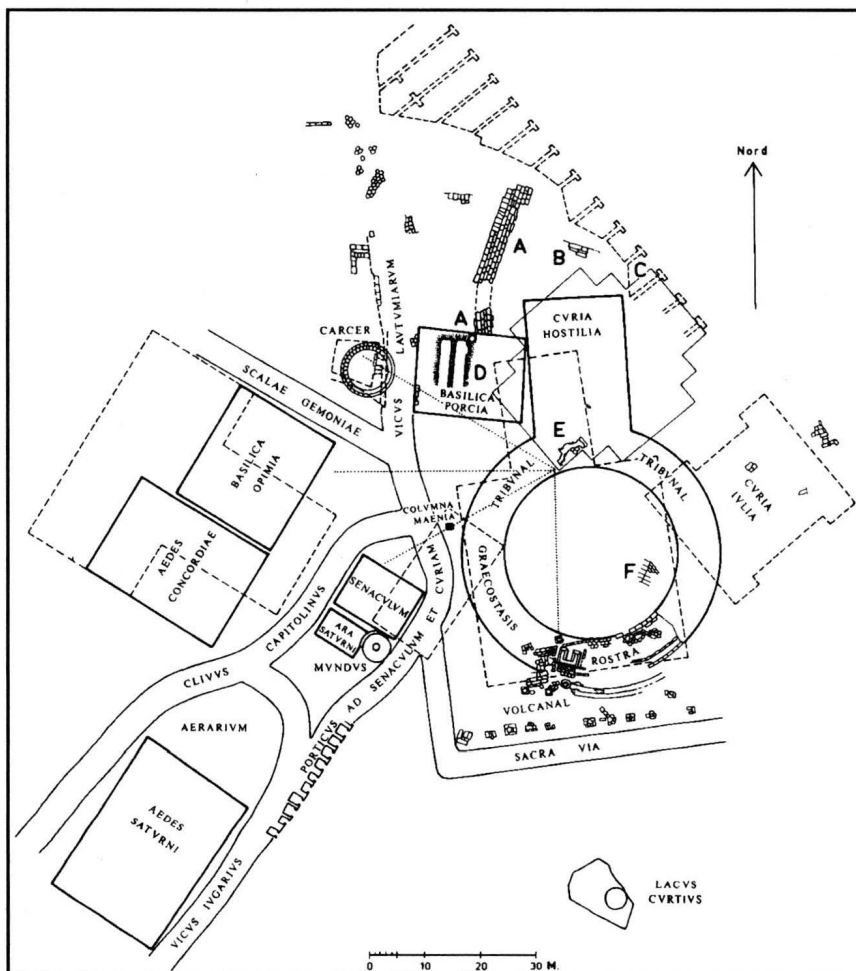 Nord
A
B
C
CVRIA
HOSTILIA
CARCER
VICVS LAVTVMIARVM
A
D
BASILICA
PORCIA
SCALAE GEMONIAE
E
TRIBVNAL
TRIBVNAL
CVRIA
IVLIA
BASILICA
OPIMIA
AEDES
CONCORDIAE
COLVMNA
MAENIA
GRAECOSTASIS
F
SENACVLVM
ARA
SATVRNI
MVNDVS
CLIVVS CAPITOLINVS
PORTICVS AD SENACVLVM ET CVRIAM
ROSTRA
VOLCANAL
SACRA VIA
AERARIVM
AEDES
SATVRNI
VICVS IVGARIVS
LACVS
CVRTIVS
0 10 20 30 M.